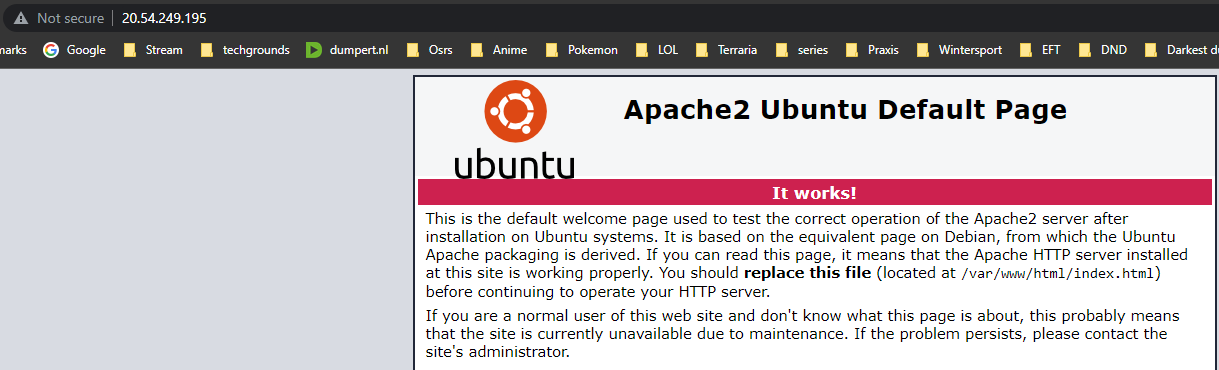 Not secure 20.54.249.195
marks Google Stream techgrounds dumpert.nl Osrs Anime Pokemon LOL Terraria series Praxis Wintersport EFT DND Darkest du
ubuntu
Apache2 Ubuntu Default Page
It works!
This is the default welcome page used to test the correct operation of the Apache2 server after
installation on Ubuntu systems. It is based on the equivalent page on Debian, from which the Ubuntu
Apache packaging is derived. If you can read this page, it means that the Apache HTTP server installed
at this site is working properly. You should replace this file (located at /var/www/html/index.html)
before continuing to operate your HTTP server.
If you are a normal user of this web site and don't know what this page is about, this probably means
that the site is currently unavailable due to maintenance. If the problem persists, please contact the
site's administrator.